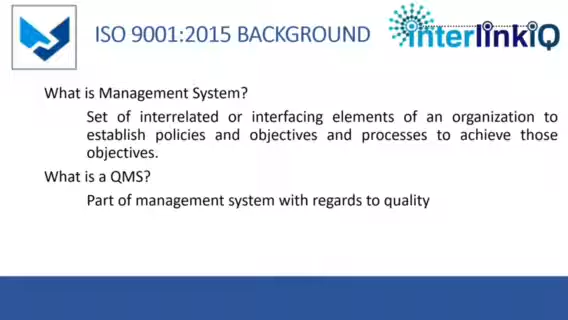 ISO 9001:2015 BACKGROUND
interlinkiQ
What is Management System?
Set of interrelated or interfacing elements of an organization to
establish policies and objectives and processes to achieve those
objectives.
What is a QMS?
Part of management system with regards to quality